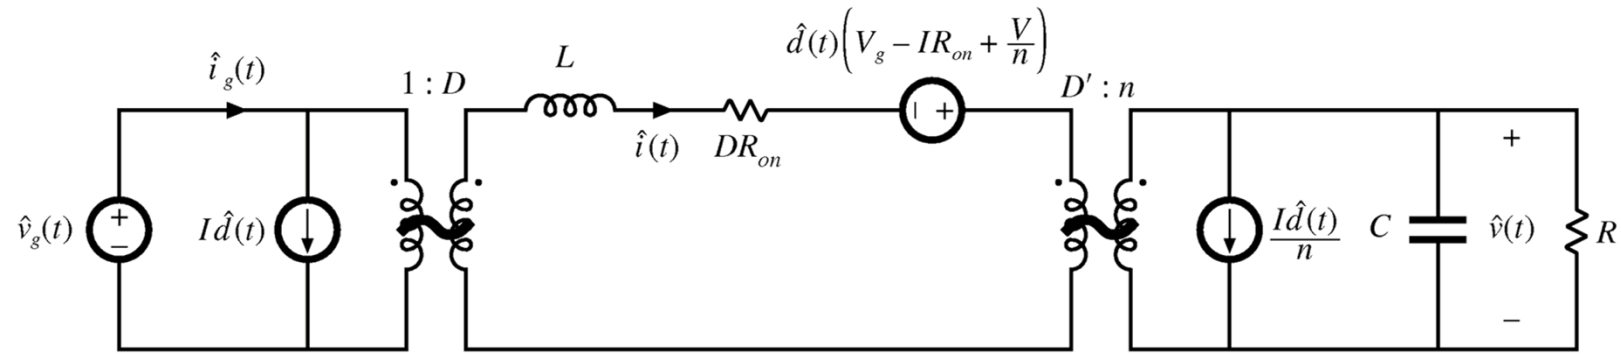 î_g(t)
1 : D
L
î(t)
DR_on
d̂(t)(V_g – IR_on + V/n)
D′ : n
v̂_g(t)
+
–
Id̂(t)
– +
Id̂(t)/n
C
+
v̂(t)
–
R